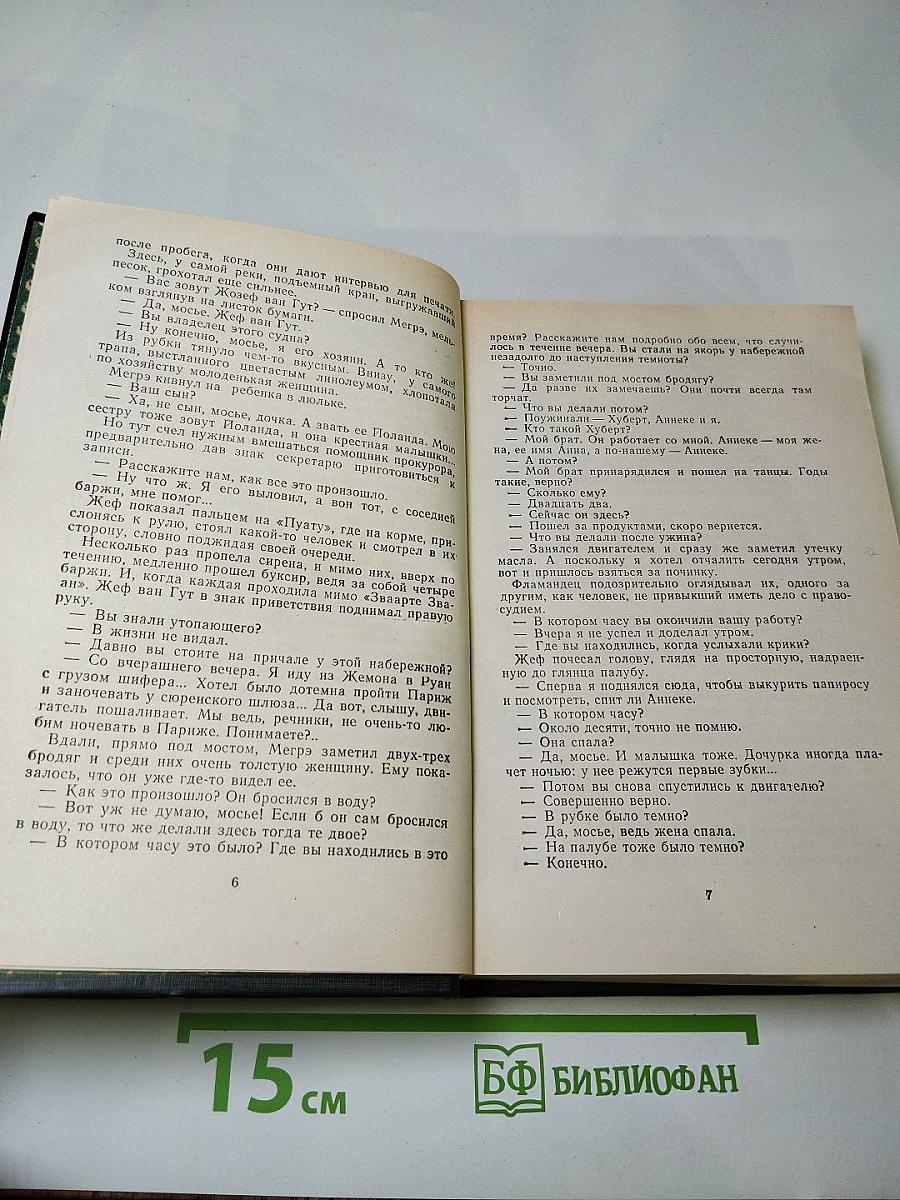 после пробега, когда они дают интервью для печати.
Здесь, у самой реки, подъемный кран, выгружавший
песок, грохотал еще сильнее.
— Вас зовут Жозеф ван Гут? — спросил Мегрэ, мель-
ком взглянув на листок бумаги.
— Да, мосье. Жеф ван Гут.
— Вы владелец этого судна?
— Ну конечно, мосье, я его хозяин. А то кто же!
Из рубки тянуло чем-то вкусным. Внизу, у самого
трапа, выстланного цветастым линолеумом, хлопотала
по хозяйству молоденькая женщина.
Мегрэ кивнул на ребенка в люльке.
— Ваш сын?
— Ха, не сын, мосье, дочка. А звать ее Иоланда. Мою
сестру тоже зовут Иоланда, и она крестная малышки...
Но тут счел нужным вмешаться помощник прокурора,
предварительно дав знак секретарю приготовиться к
записи.
— Расскажите нам, как все это произошло.
— Ну что ж. Я его выловил, а вон тот, с соседней
баржи, мне помог...
Жеф показал пальцем на «Пуату», где на корме, при-
слонясь к рулю, стоял какой-то человек и смотрел в их
сторону, словно поджидая своей очереди.
Несколько раз пропела сирена, и мимо них, вверх по
течению, медленно прошел буксир, ведя за собой четыре
баржи. И, когда каждая проходила мимо «Зваарте Зва-
ан». Жеф ван Гут в знак приветствия поднимал правую
руку.
— Вы знали утопающего?
— В жизни не видал.
— Давно вы стоите на причале у этой набережной?
— Со вчерашнего вечера. Я иду из Жемона в Руан
с грузом шифера... Хотел было дотемна пройти Париж
и заночевать у сюренского шлюза... Да вот, слышу, дви-
гатель пошаливает. Мы ведь, речники, не очень-то лю-
бим ночевать в Париже. Понимаете?..
Вдали, прямо под мостом, Мегрэ заметил двух-трех
бродяг и среди них очень толстую женщину. Ему пока-
залось, что он уже где-то видел ее.
— Как это произошло? Он бросился в воду?
— Вот уж не думаю, мосье! Если б он сам бросился
в воду, то что же делали здесь тогда те двое?
— В котором часу это было? Где вы находились в это
6
время? Расскажите нам подробно обо всем, что случи-
лось в течение вечера. Вы стали на якорь у набережной
незадолго до наступления темноты?
— Точно.
— Вы заметили под мостом бродягу?
— Да разве их замечаешь? Они почти всегда там
торчат.
— Что вы делали потом?
— Поужинали — Хуберт, Аннеке и я.
— Кто такой Хуберт?
— Мой брат. Он работает со мной. Аннеке — моя же-
на, ее имя Анна, а по-нашему — Аннеке.
— А потом?
— Мой брат принарядился и пошел на танцы. Годы
такие, верно?
— Сколько ему?
— Двадцать два.
— Сейчас он здесь?
— Пошел за продуктами, скоро вернется.
— Что вы делали после ужина?
— Занялся двигателем и сразу же заметил утечку
масла. А поскольку я хотел отчалить сегодня утром,
вот и пришлось взяться за починку.
Фламандец подозрительно оглядывал их, одного за
другим, как человек, не привыкший иметь дело с право-
судием.
— В котором часу вы окончили вашу работу?
— Вчера я не успел и доделал утром.
— Где вы находились, когда услыхали крики?
Жеф почесал голову, глядя на просторную, надраен-
ную до глянца палубу.
— Сперва я поднялся сюда, чтобы выкурить папиросу
и посмотреть, спит ли Аннеке.
— В котором часу?
— Около десяти, точно не помню.
— Она спала?
— Да, мосье. И малышка тоже. Дочурка иногда пла-
чет ночью: у нее режутся первые зубки...
— Потом вы снова спустились к двигателю?
— Совершенно верно.
— В рубке было темно?
— Да, мосье, ведь жена спала.
— На палубе тоже было темно?
— Конечно.
7
15 см
БФ БИБЛИОФАН